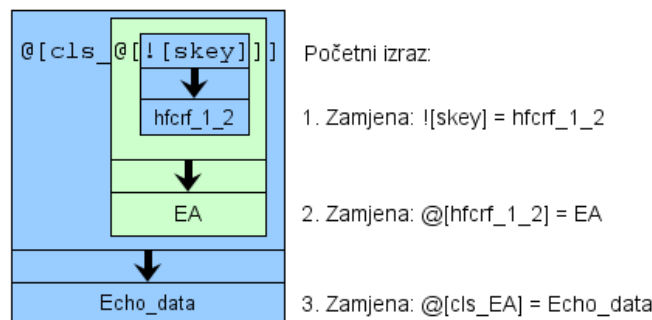 @[cls_@[![skey]]] Početni izraz:
hfcrf_1_2 1. Zamjena: ![skey] = hfcrf_1_2
EA 2. Zamjena: @[hfcrf_1_2] = EA
Echo_data 3. Zamjena: @[cls_EA] = Echo_data